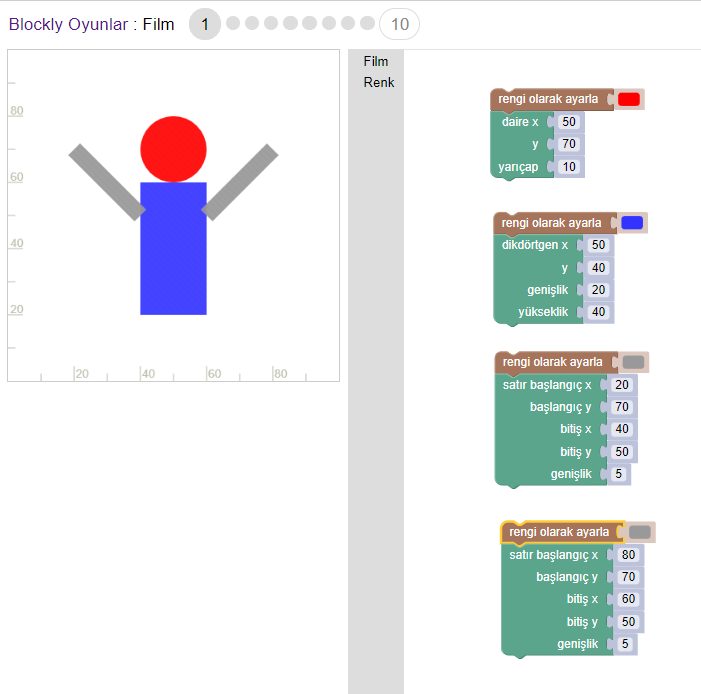 Blockly Oyunlar : Film 1 10
Film
Renk
80
60
40
20
20 40 60 80
rengi olarak ayarla
daire x 50
y 70
yarıçap 10
rengi olarak ayarla
dikdörtgen x 50
y 40
genişlik 20
yükseklik 40
rengi olarak ayarla
satır başlangıç x 20
başlangıç y 70
bitiş x 40
bitiş y 50
genişlik 5
rengi olarak ayarla
satır başlangıç x 80
başlangıç y 70
bitiş x 60
bitiş y 50
genişlik 5